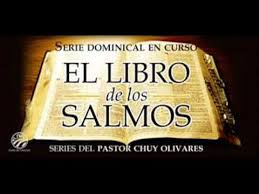 SERIE DOMINICAL EN CURSO
EL LIBRO
de los
SALMOS
SERIES DEL PASTOR CHUY OLIVARES